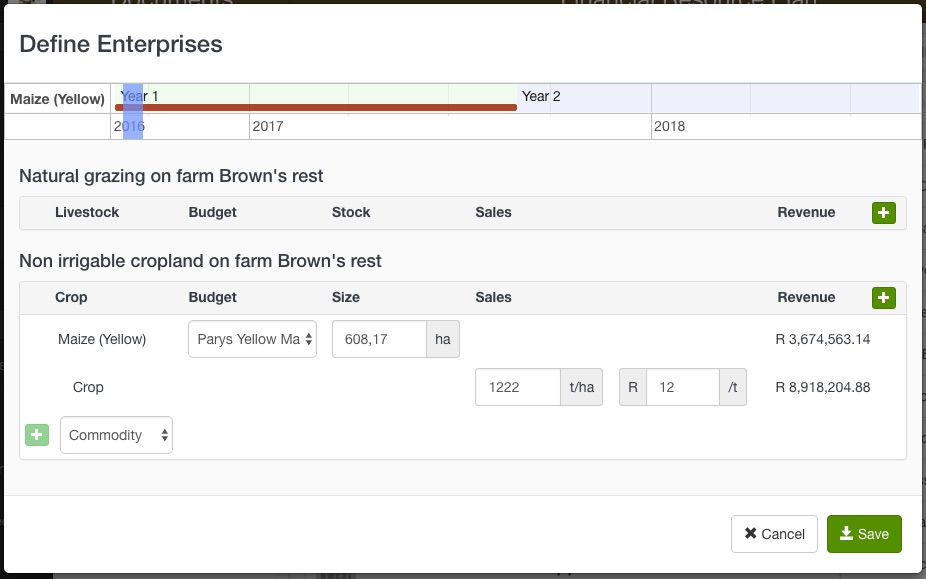 Define Enterprises
Maize (Yellow) Year 1 Year 2
2016 2017 2018
Natural grazing on farm Brown's rest
Livestock Budget Stock Sales Revenue
Non irrigable cropland on farm Brown's rest
Crop Budget Size Sales Revenue
Maize (Yellow) Parys Yellow Ma 608,17 ha R 3,674,563.14
Crop 1222 t/ha R 12 /t R 8,918,204.88
Commodity
Cancel Save